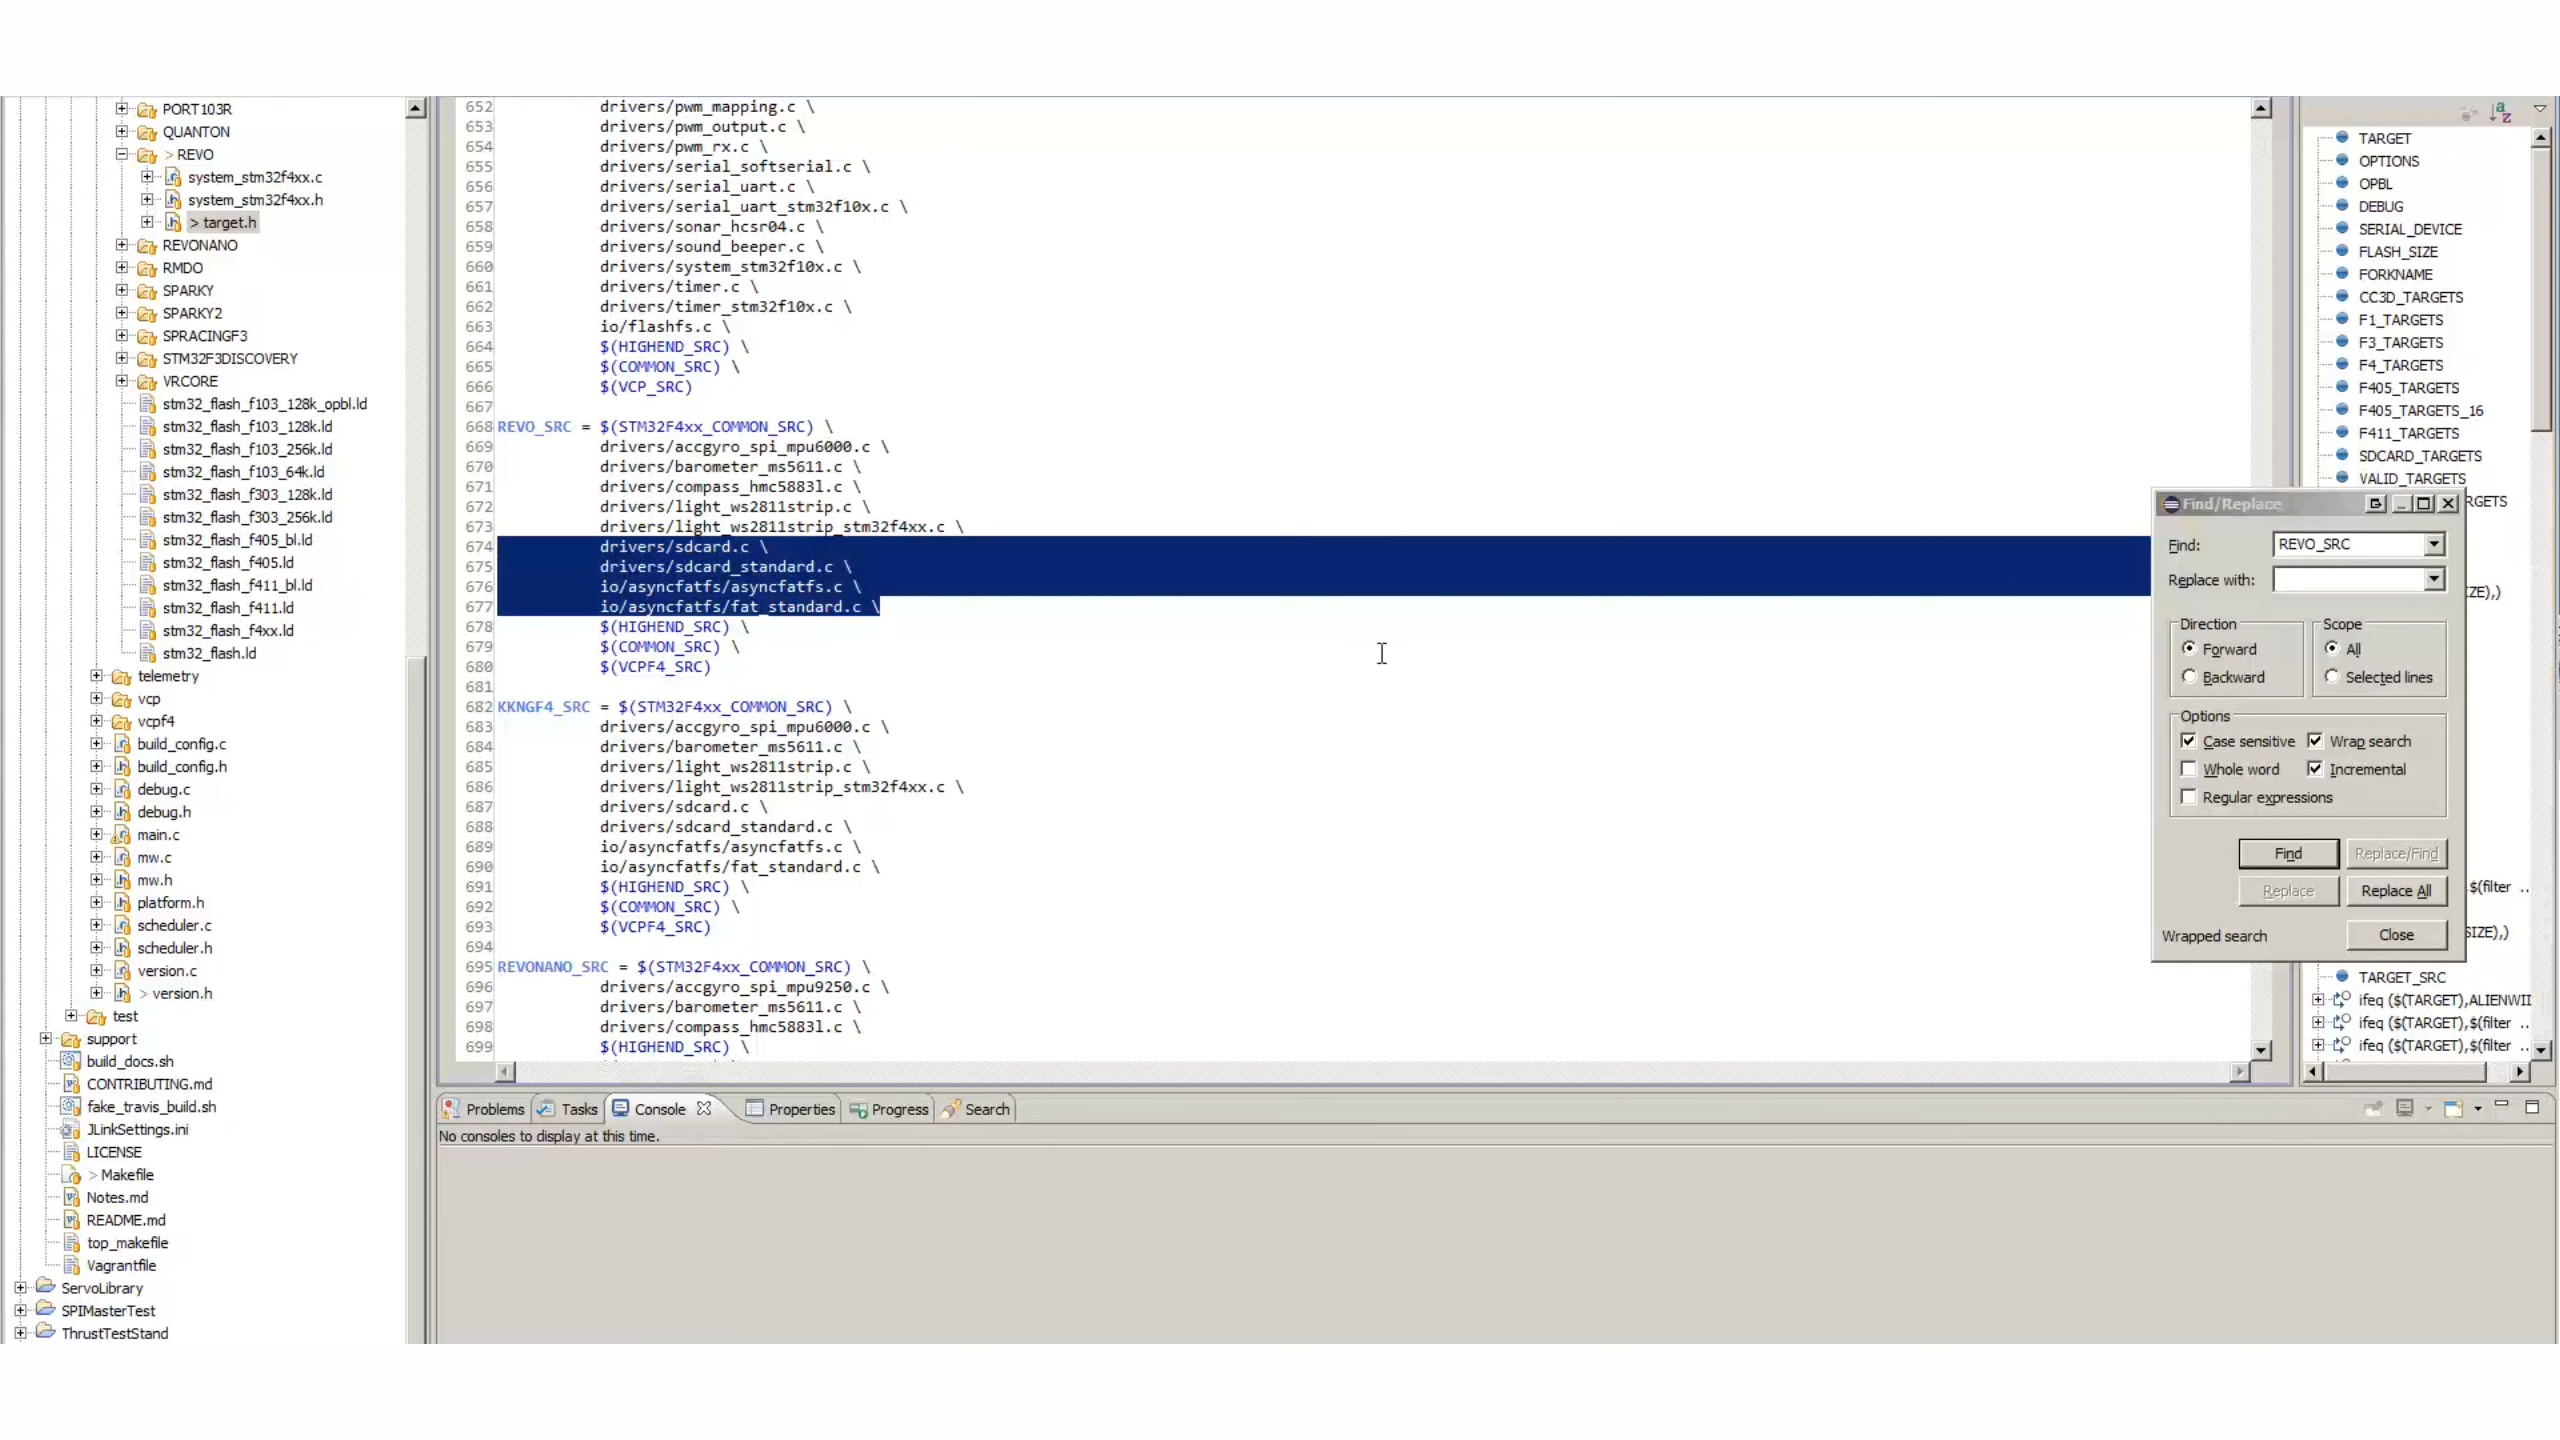 PORT103R
QUANTON
> REVO
system_stm32f4xx.c
system_stm32f4xx.h
> target.h
REVONANO
RMDO
SPARKY
SPARKY2
SPRACINGF3
STM32F3DISCOVERY
VRCORE
stm32_flash_f103_128k_opbl.ld
stm32_flash_f103_128k.ld
stm32_flash_f103_256k.ld
stm32_flash_f103_64k.ld
stm32_flash_f303_128k.ld
stm32_flash_f303_256k.ld
stm32_flash_f405_bl.ld
stm32_flash_f405.ld
stm32_flash_f411_bl.ld
stm32_flash_f411.ld
stm32_flash_f4xx.ld
stm32_flash.ld
telemetry
vcp
vcpf4
build_config.c
build_config.h
debug.c
debug.h
main.c
mw.c
mw.h
platform.h
scheduler.c
scheduler.h
version.c
> version.h
test
support
build_docs.sh
CONTRIBUTING.md
fake_travis_build.sh
JLinkSettings.ini
LICENSE
> Makefile
Notes.md
README.md
top_makefile
Vagrantfile
ServoLibrary
SPIMasterTest
ThrustTestStand
652 drivers/pwm_mapping.c \
653 drivers/pwm_output.c \
654 drivers/pwm_rx.c \
655 drivers/serial_softserial.c \
656 drivers/serial_uart.c \
657 drivers/serial_uart_stm32f10x.c \
658 drivers/sonar_hcsr04.c \
659 drivers/sound_beeper.c \
660 drivers/system_stm32f10x.c \
661 drivers/timer.c \
662 drivers/timer_stm32f10x.c \
663 io/flashfs.c \
664 $(HIGHEND_SRC) \
665 $(COMMON_SRC) \
666 $(VCP_SRC)
667
668 REVO_SRC = $(STM32F4xx_COMMON_SRC) \
669 drivers/accgyro_spi_mpu6000.c \
670 drivers/barometer_ms5611.c \
671 drivers/compass_hmc5883l.c \
672 drivers/light_ws2811strip.c \
673 drivers/light_ws2811strip_stm32f4xx.c \
674 drivers/sdcard.c \
675 drivers/sdcard_standard.c \
676 io/asyncfatfs/asyncfatfs.c \
677 io/asyncfatfs/fat_standard.c \
678 $(HIGHEND_SRC) \
679 $(COMMON_SRC) \
680 $(VCPF4_SRC)
681
682 KKNGF4_SRC = $(STM32F4xx_COMMON_SRC) \
683 drivers/accgyro_spi_mpu6000.c \
684 drivers/barometer_ms5611.c \
685 drivers/light_ws2811strip.c \
686 drivers/light_ws2811strip_stm32f4xx.c \
687 drivers/sdcard.c \
688 drivers/sdcard_standard.c \
689 io/asyncfatfs/asyncfatfs.c \
690 io/asyncfatfs/fat_standard.c \
691 $(HIGHEND_SRC) \
692 $(COMMON_SRC) \
693 $(VCPF4_SRC)
694
695 REVONANO_SRC = $(STM32F4xx_COMMON_SRC) \
696 drivers/accgyro_spi_mpu9250.c \
697 drivers/barometer_ms5611.c \
698 drivers/compass_hmc5883l.c \
699 $(HIGHEND_SRC) \
Problems Tasks Console Properties Progress Search
No consoles to display at this time.
TARGET
OPTIONS
OPBL
DEBUG
SERIAL_DEVICE
FLASH_SIZE
FORKNAME
CC3D_TARGETS
F1_TARGETS
F3_TARGETS
F4_TARGETS
F405_TARGETS
F405_TARGETS_16
F411_TARGETS
SDCARD_TARGETS
VALID_TARGETS
RGETS
ZE),)
$(filter ..
SIZE),)
TARGET_SRC
ifeq ($(TARGET),ALIENWII
ifeq ($(TARGET),$(filter ..
ifeq ($(TARGET),$(filter ..
Find/Replace
Find: REVO_SRC
Replace with:
Direction Scope
Forward All
Backward Selected lines
Options
Case sensitive Wrap search
Whole word Incremental
Regular expressions
Find Replace/Find
Replace Replace All
Wrapped search Close